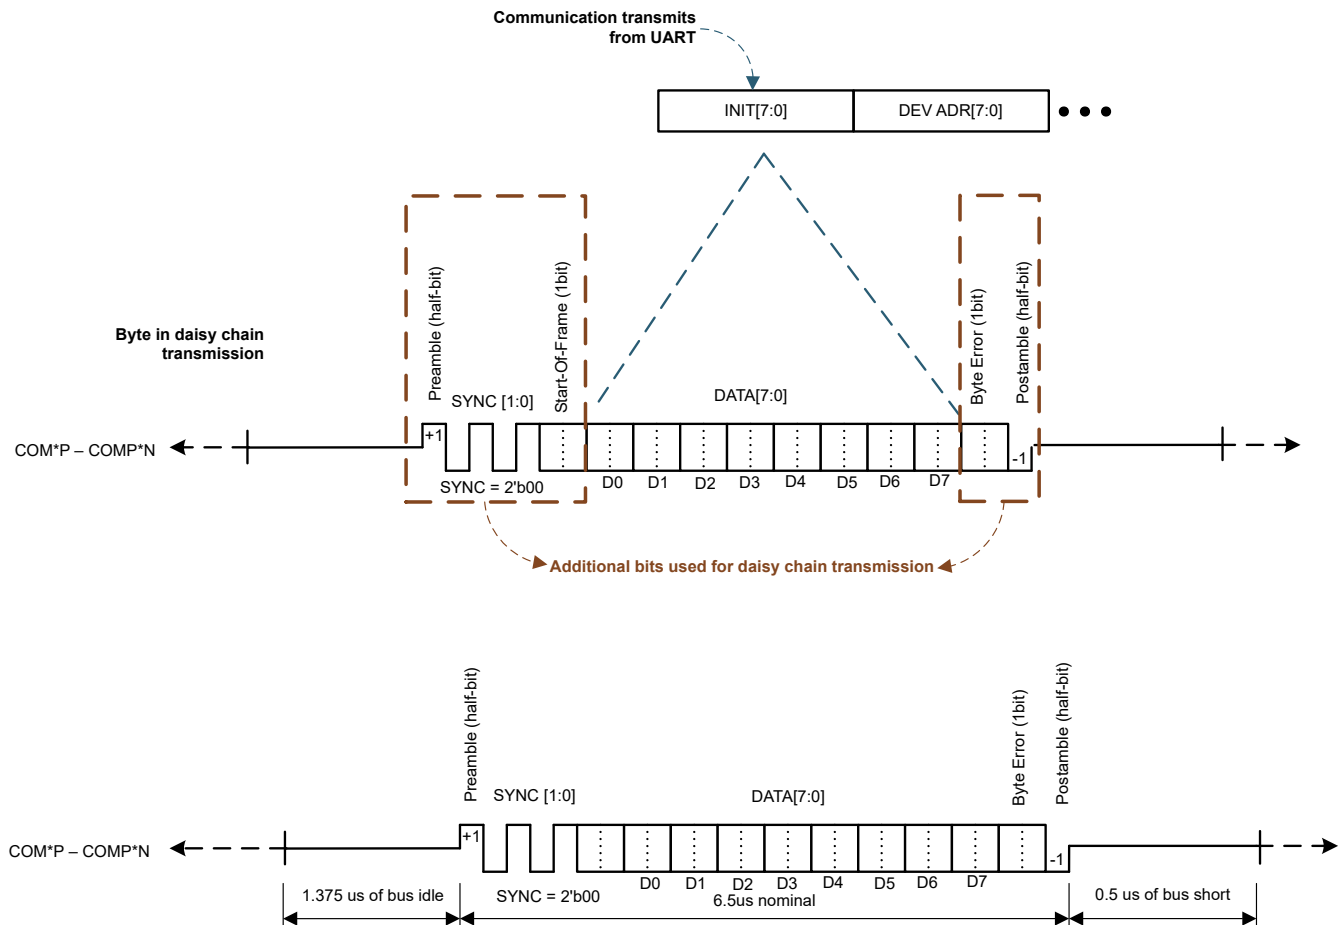 Communication transmits
from UART
INIT[7:0]
DEV ADR[7:0]
Preamble (half-bit)
Start-Of-Frame (1bit)
Byte Error (1bit)
Postamble (half-bit)
Byte in daisy chain
transmission
SYNC [1:0]
DATA[7:0]
COM*P – COMP*N
+1
-1
SYNC = 2'b00
D0
D1
D2
D3
D4
D5
D6
D7
Additional bits used for daisy chain transmission
Preamble (half-bit)
Byte Error (1bit)
Postamble (half-bit)
SYNC [1:0]
DATA[7:0]
COM*P – COMP*N
+1
-1
D0
D1
D2
D3
D4
D5
D6
D7
1.375 us of bus idle
SYNC = 2'b00
6.5us nominal
0.5 us of bus short